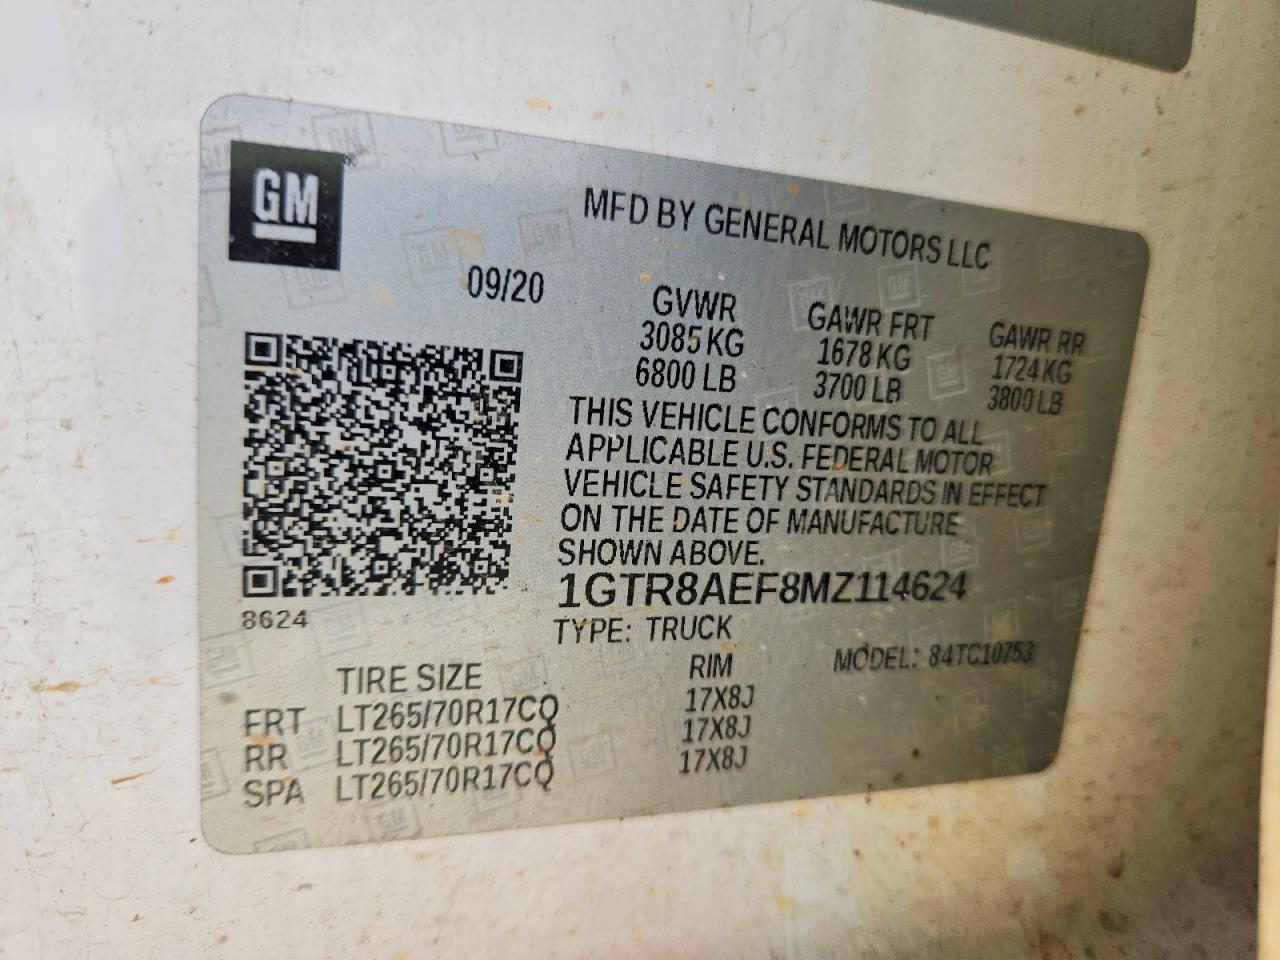 GM
MFD BY GENERAL MOTORS LLC
09/20
GVWR GAWR FRT GAWR RR
3085 KG 1678 KG 1724 KG
6800 LB 3700 LB 3800 LB
THIS VEHICLE CONFORMS TO ALL
APPLICABLE U.S. FEDERAL MOTOR
VEHICLE SAFETY STANDARDS IN EFFECT
ON THE DATE OF MANUFACTURE
SHOWN ABOVE.
1GTR8AEF8MZ114624
8624
TYPE: TRUCK MODEL: 84TC10753
TIRE SIZE RIM
FRT LT265/70R17CQ 17X8J
RR LT265/70R17CQ 17X8J
SPA LT265/70R17CQ 17X8J